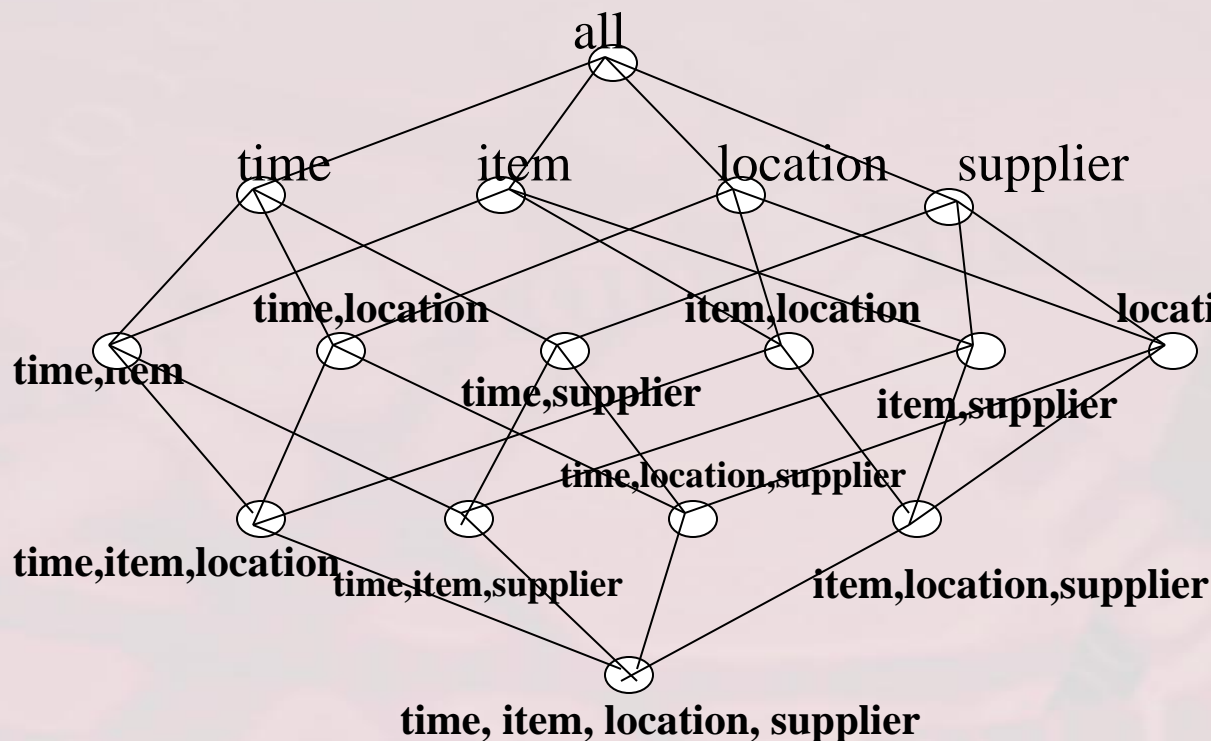 all
time
item
location
supplier
time,location
item,location
locati
time,item
time,supplier
item,supplier
time,location,supplier
time,item,location
time,item,supplier
item,location,supplier
time, item, location, supplier